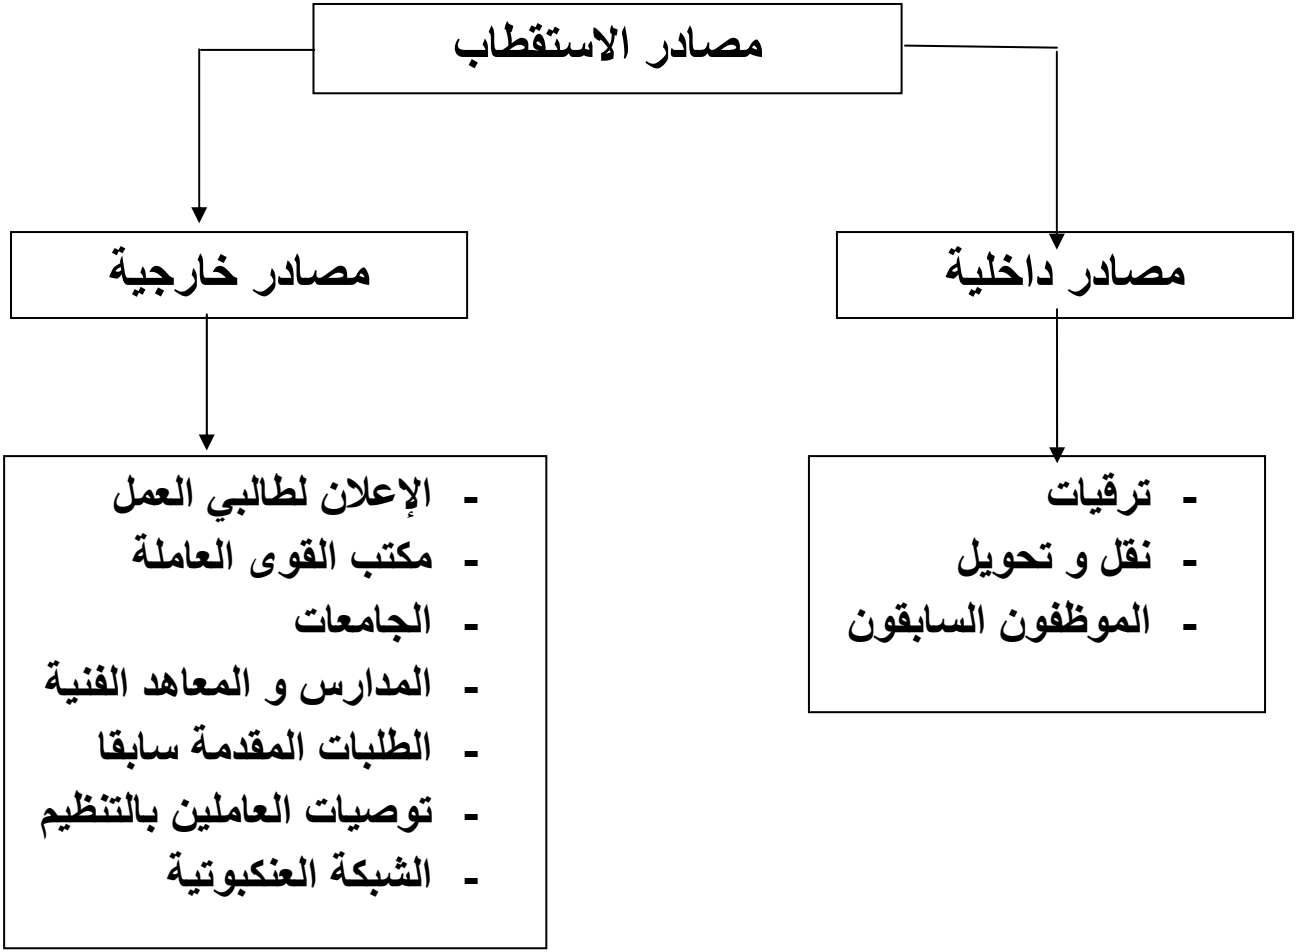 مصادر الاستقطاب
مصادر داخلية
مصادر خارجية
- ترقيات
- نقل و تحويل
- الموظفون السابقون
- الإعلان لطالبي العمل
- مكتب القوى العاملة
- الجامعات
- المدارس و المعاهد الفنية
- الطلبات المقدمة سابقا
- توصيات العاملين بالتنظيم
- الشبكة العنكبوتية